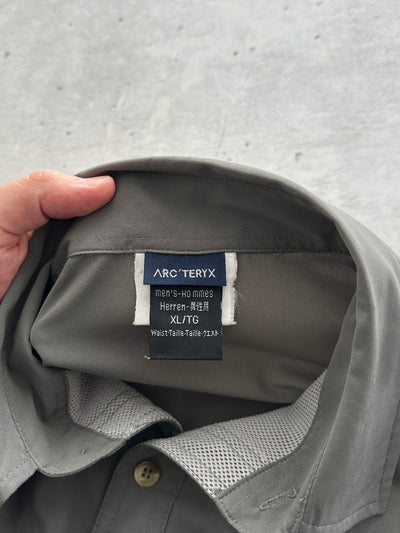 ARC'TERYX
men's-Hommes
Herren-男性用
XL/TG
Waist-Taille-Taille-ウエスト